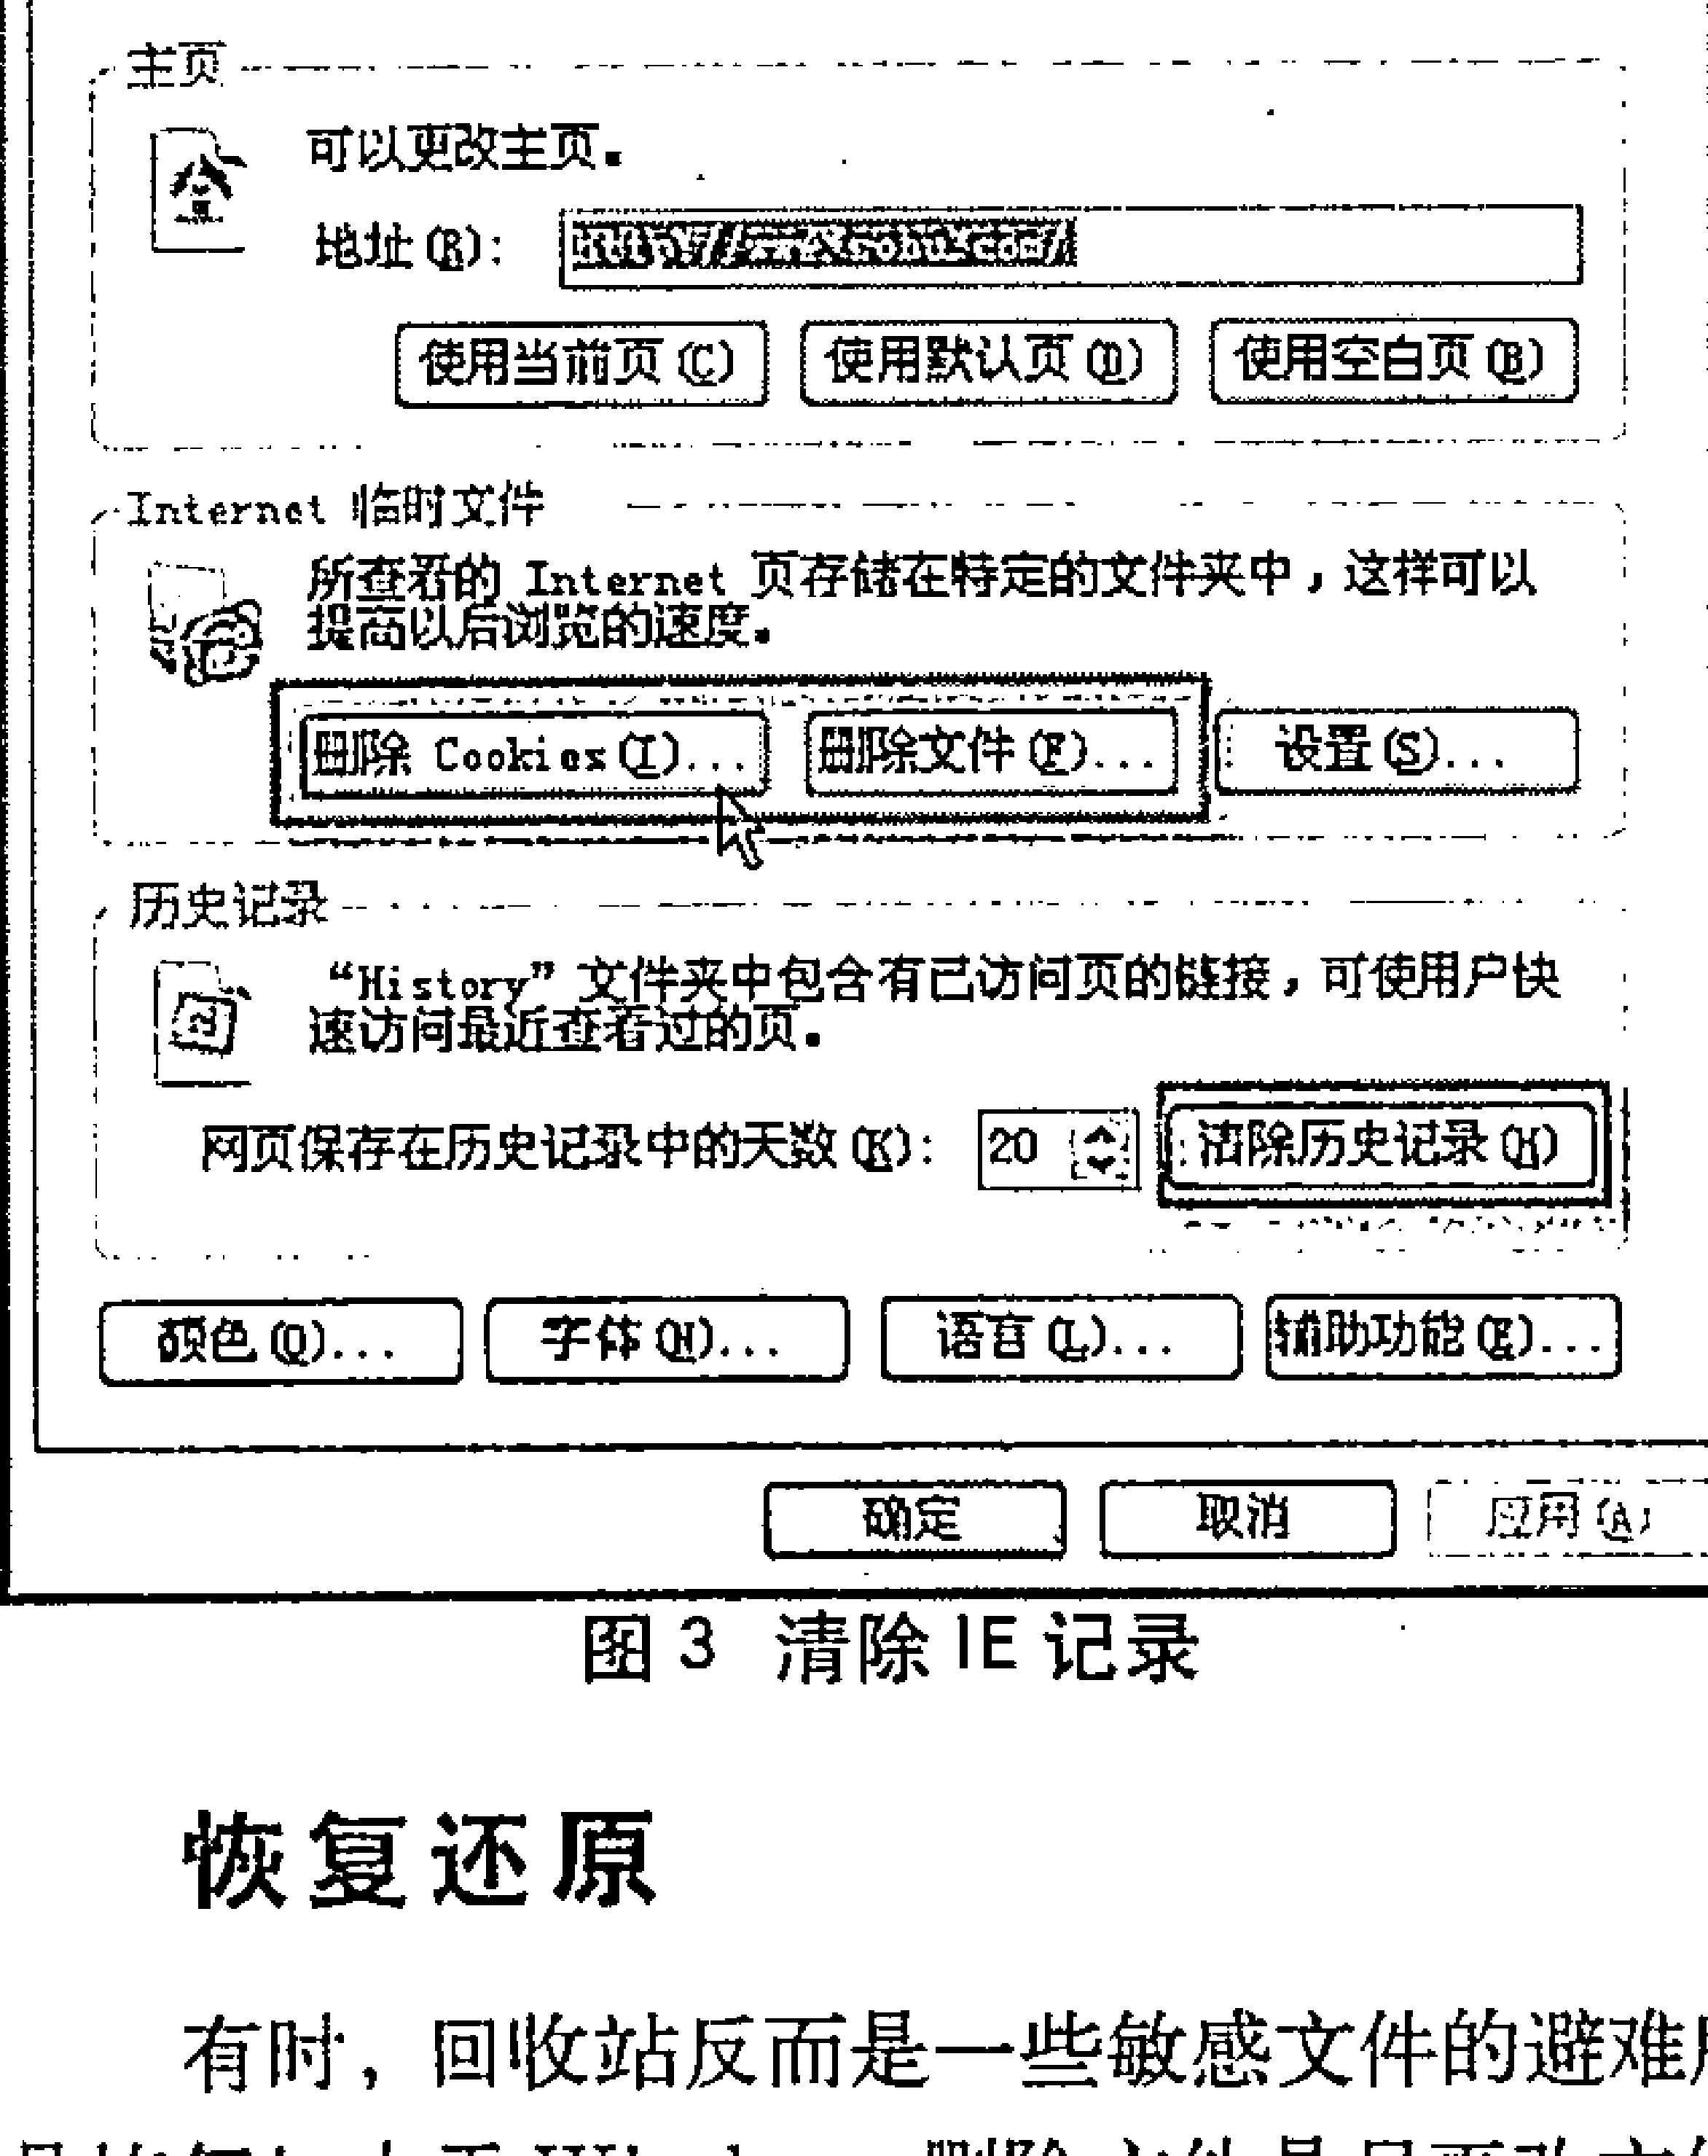 主页
可以更改主页。
地址(R):
使用当前页(C) 使用默认页(D) 使用空白页(B)
Internet 临时文件
所查看的 Internet 页存储在特定的文件夹中，这样可以
提高以后浏览的速度。
删除 Cookies(I)... 删除文件(F)... 设置(S)...
历史记录
“History”文件夹中包含有已访问页的链接，可使用户快
速访问最近查看过的页。
网页保存在历史记录中的天数(K): 20 清除历史记录(H)
颜色(O)... 字体(N)... 语言(L)... 辅助功能(E)...
确定 取消 应用(A)
图 3 清除 IE 记录
恢复还原
有时，回收站反而是一些敏感文件的避难